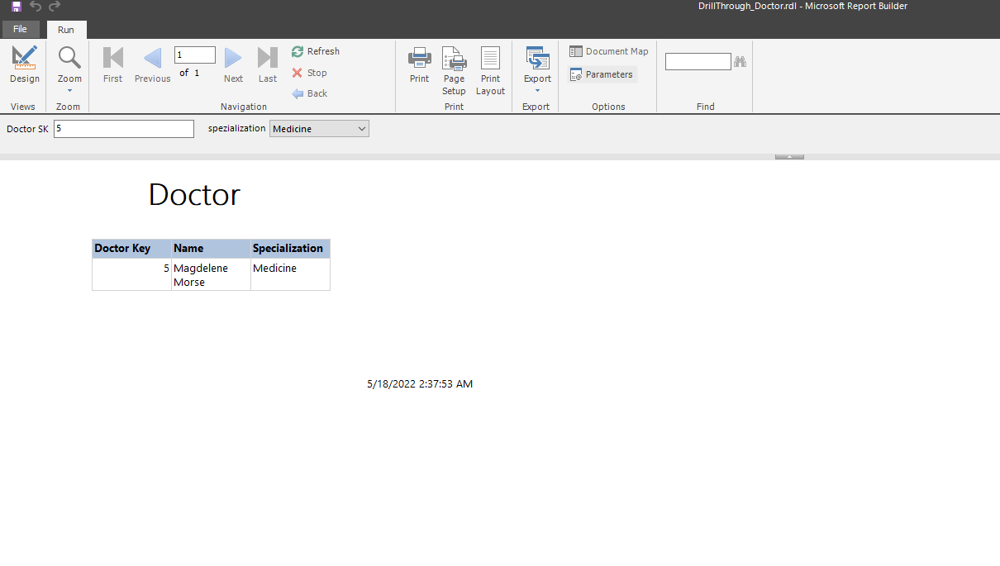 DrillThrough_Doctor.rdl - Microsoft Report Builder
File Run
Design
Zoom
First
Previous
1
of 1
Next
Last
Refresh
Stop
Back
Print
Page
Setup
Print
Layout
Export
Document Map
Parameters
Views Zoom Navigation Print Export Options Find
Doctor SK 5 spezialization Medicine
Doctor
Doctor Key Name Specialization
5 Magdelene Medicine
Morse
5/18/2022 2:37:53 AM